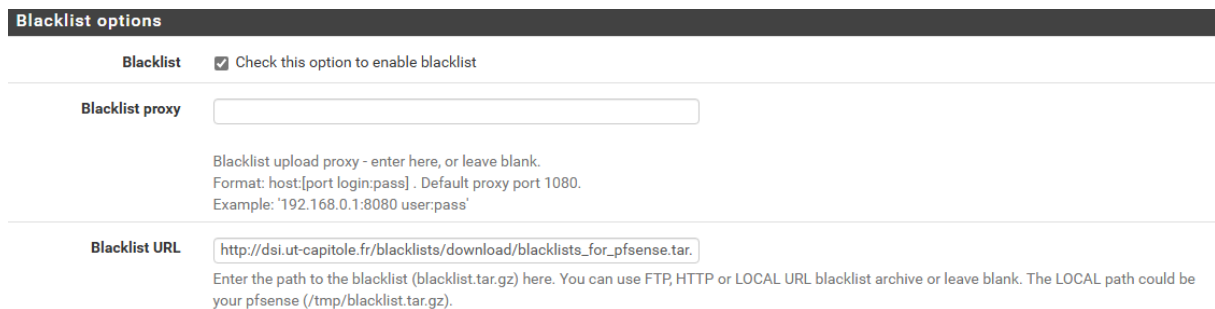 Blacklist options
Blacklist Check this option to enable blacklist
Blacklist proxy
Blacklist upload proxy - enter here, or leave blank.
Format: host:[port login:pass] . Default proxy port 1080.
Example: '192.168.0.1:8080 user:pass'
Blacklist URL http://dsi.ut-capitole.fr/blacklists/download/blacklists_for_pfsense.tar.
Enter the path to the blacklist (blacklist.tar.gz) here. You can use FTP, HTTP or LOCAL URL blacklist archive or leave blank. The LOCAL path could be
your pfsense (/tmp/blacklist.tar.gz).